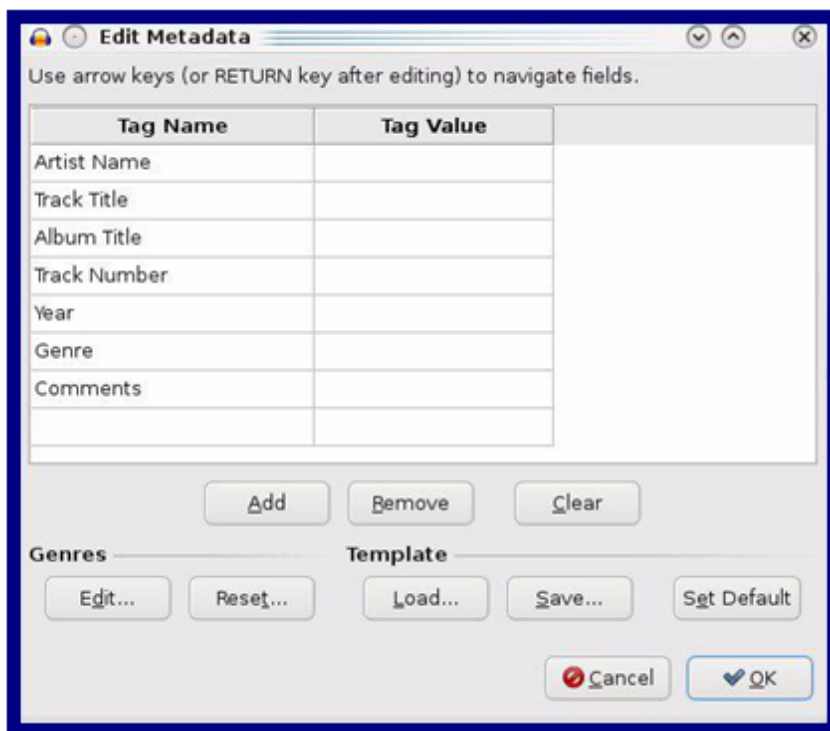 Edit Metadata
Use arrow keys (or RETURN key after editing) to navigate fields.
Tag Name Tag Value
Artist Name
Track Title
Album Title
Track Number
Year
Genre
Comments
Add Remove Clear
Genres Template
Edit... Reset... Load... Save... Set Default
Cancel OK